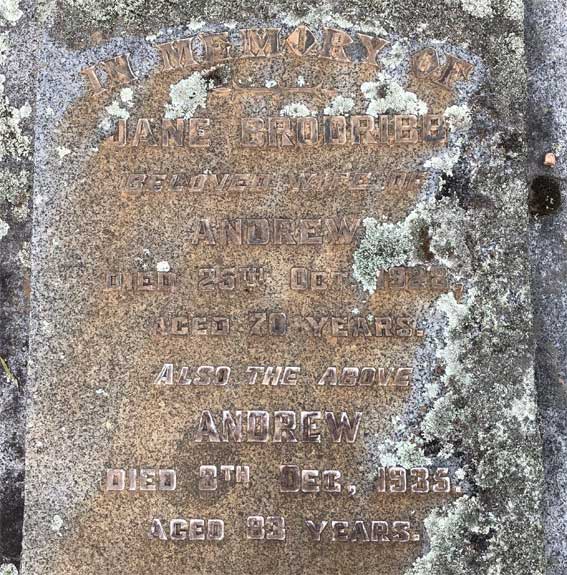 IN MEMORY OF
JANE BRODRIBB
BELOVED WIFE OF
ANDREW
DIED 25TH OCT.
AGED 70 YEARS.
ALSO THE ABOVE
ANDREW
DIED 8TH DEC., 1935.
AGED 83 YEARS.